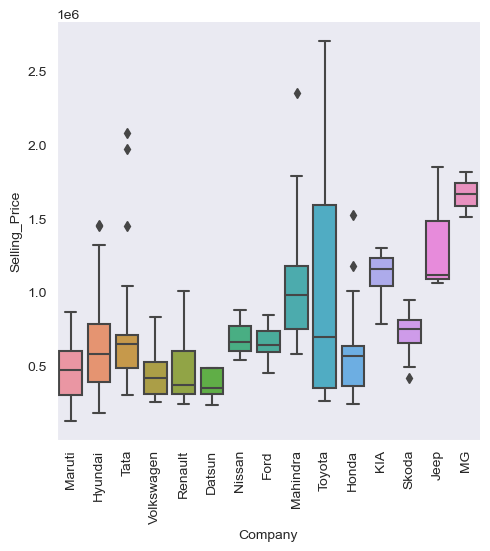 1e6
2.5
2.0
1.5
1.0
0.5
Selling_Price
Maruti
Hyundai
Tata
Volkswagen
Renault
Datsun
Nissan
Ford
Mahindra
Toyota
Honda
KIA
Skoda
Jeep
MG
Company